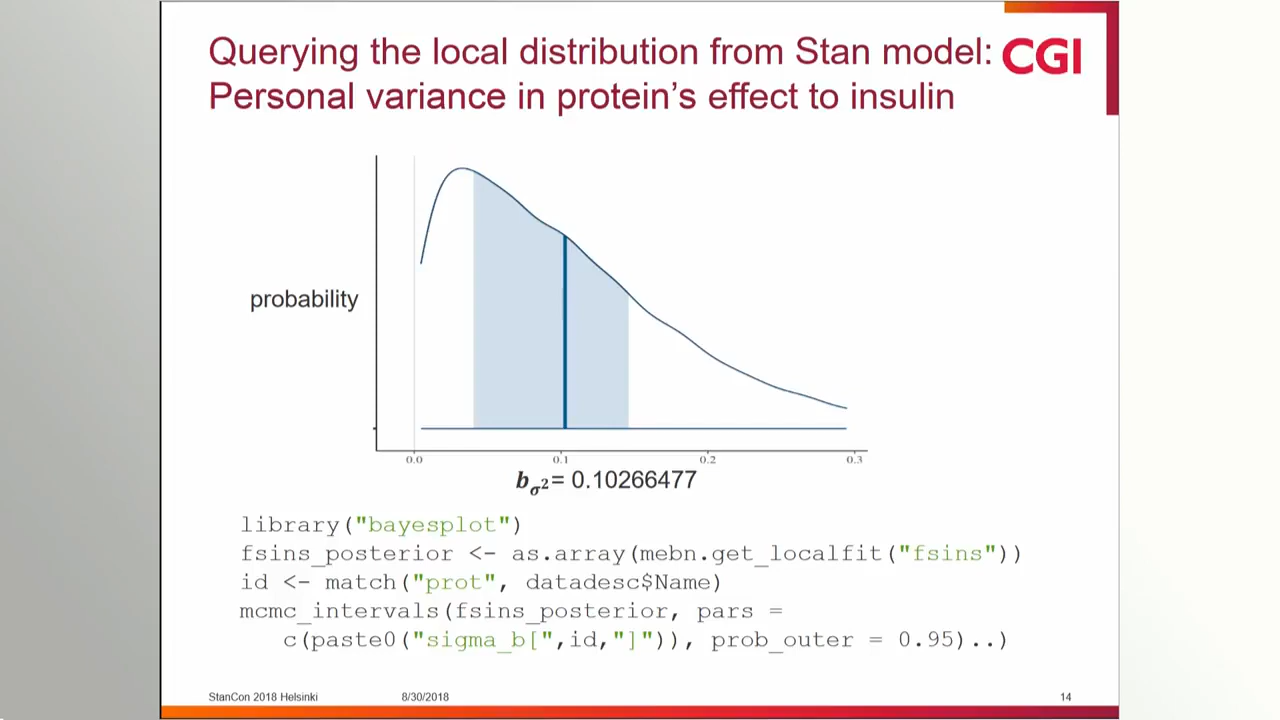 Querying the local distribution from Stan model:
CGI
Personal variance in protein's effect to insulin
probability
0.0 0.1 0.2 0.3
b_σ²= 0.10266477
library("bayesplot")
fsins_posterior <- as.array(mebn.get_localfit("fsins"))
id <- match("prot", datadesc$Name)
mcmc_intervals(fsins_posterior, pars =
c(paste0("sigma_b[",id,"]")), prob_outer = 0.95)..)
StanCon 2018 Helsinki 8/30/2018 14